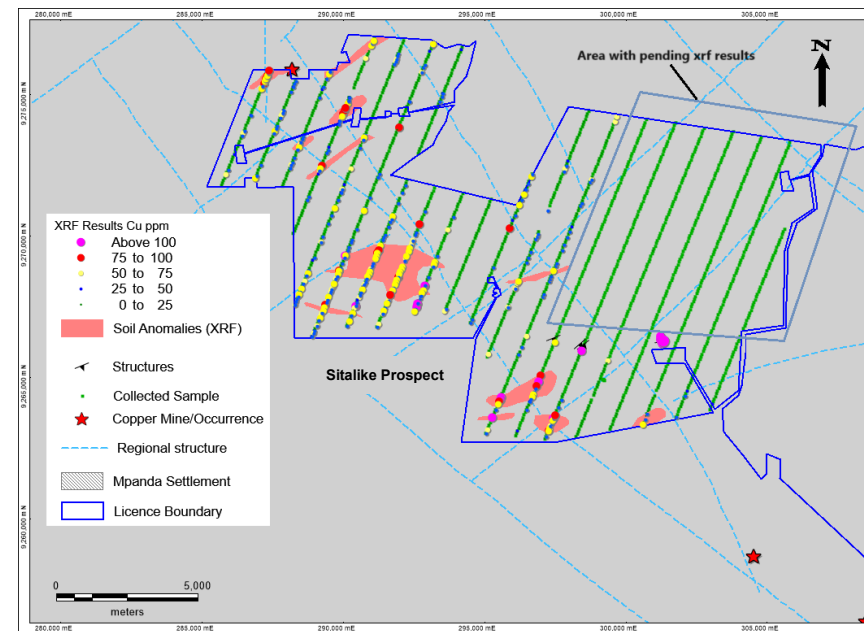 280,000 mE 285,000 mE 290,000 mE 295,000 mE 300,000 mE 305,000 mE
Area with pending xrf results
N
9,275,000 m N
9,270,000 m N
9,265,000 m N
9,260,000 m N
XRF Results Cu ppm
Above 100
75 to 100
50 to 75
25 to 50
0 to 25
Soil Anomalies (XRF)
Structures
Collected Sample
Copper Mine/Occurrence
Regional structure
Mpanda Settlement
Licence Boundary
Sitalike Prospect
0 5,000
meters
280,000 mE 285,000 mE 290,000 mE 295,000 mE 300,000 mE 305,000 mE